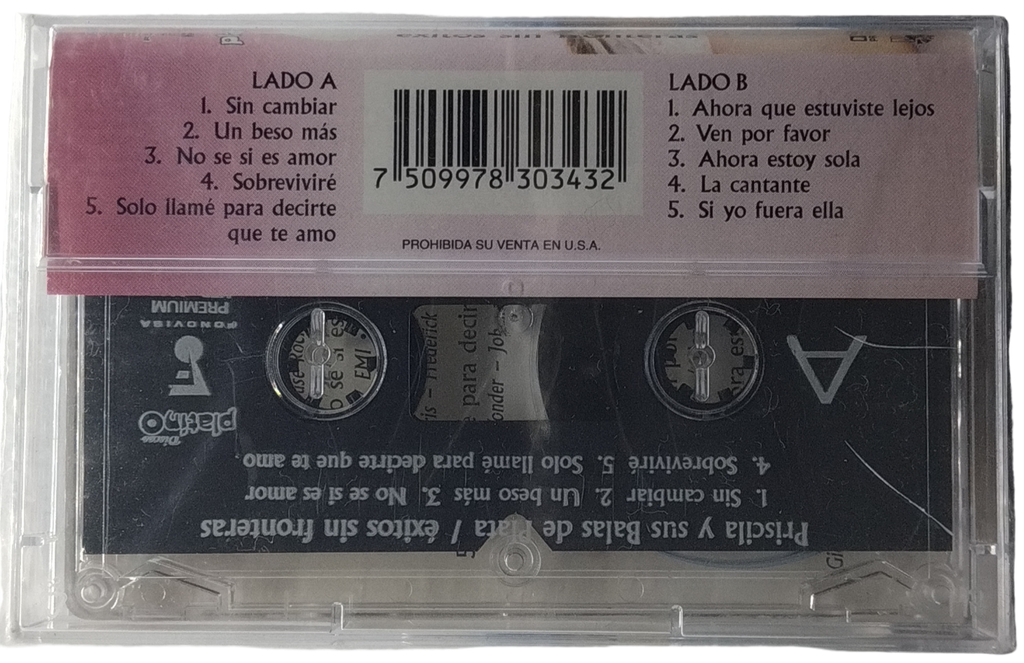 LADO A
1. Sin cambiar
2. Un beso más
3. No se si es amor
4. Sobreviviré
5. Solo llamé para decirte
que te amo
7 509978 303432
PROHIBIDA SU VENTA EN U.S.A.
LADO B
1. Ahora que estuviste lejos
2. Ven por favor
3. Ahora estoy sola
4. La cantante
5. Si yo fuera ella
Priscila y sus Balas de Plata / éxitos sin fronteras
1. Sin cambiar 2. Un beso más 3. No se si es amor
4. Sobreviviré 5. Solo llamé para decirte que te amo.
Discos
platino
FONOVISA
PREMIUM
A
EMI
para decir